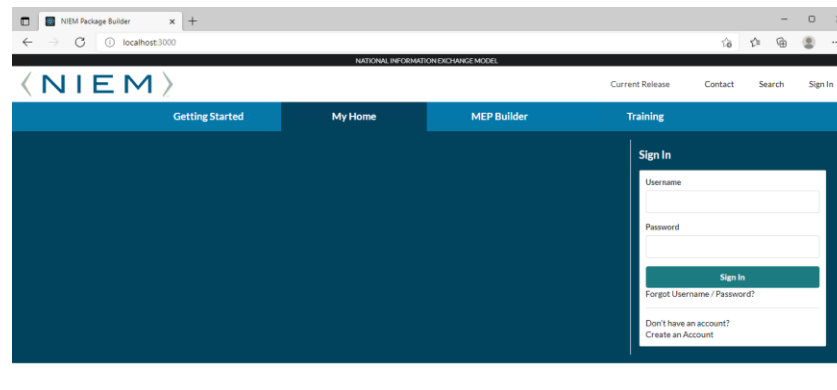 NIEM Package Builder
localhost:3000
NATIONAL INFORMATION EXCHANGE MODEL
NIEM
Current Release Contact Search Sign In
Getting Started My Home MEP Builder Training
Sign In
Username
Password
Sign In
Forgot Username / Password?
Don't have an account?
Create an Account